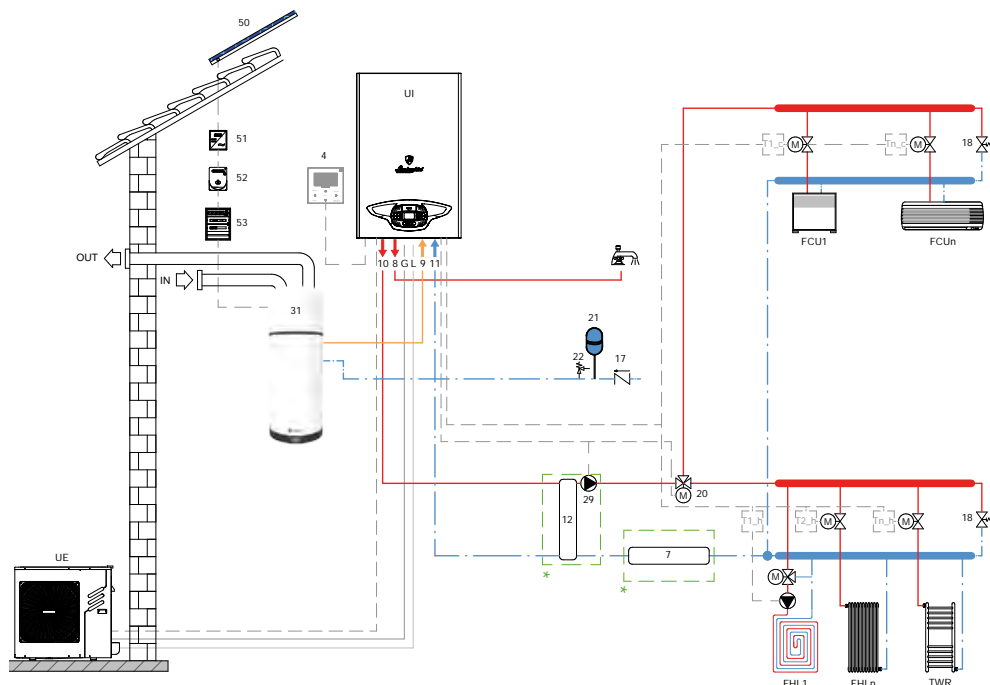 50
UI
51
4
T1_c
M
Tn_c
M
18
52
53
FCU1
FCUn
OUT
10 8 G L 9 11
IN
31
21
22
17
M
20
29
12
T1_h
T2_h
M
Tn_h
M
18
7
UE
*
*
M
FHL1
FHLn
TWR